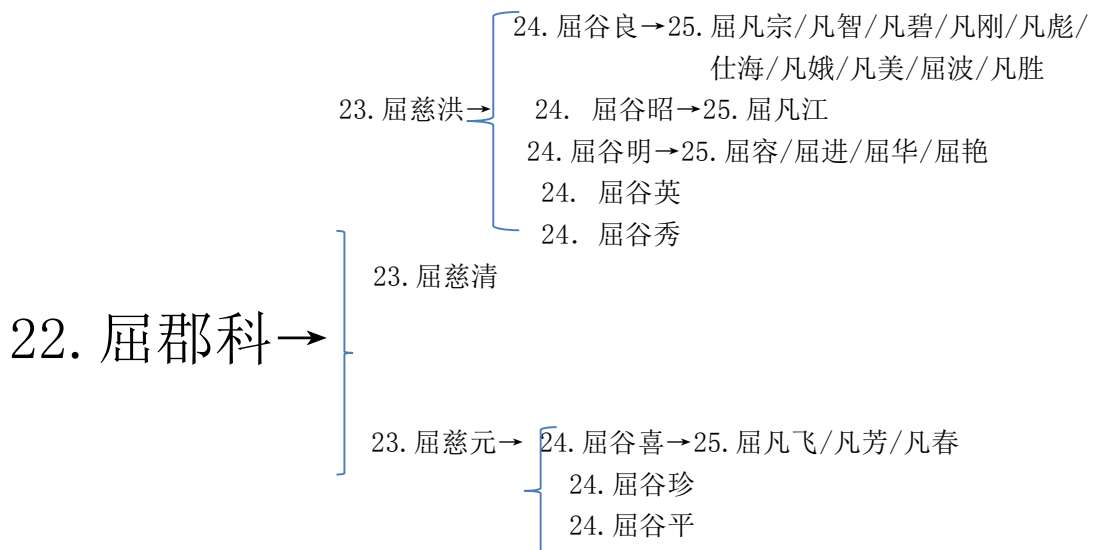 24.屈谷良→25.屈凡宗/凡智/凡碧/凡刚/凡彪/
仕海/凡娥/凡美/屈波/凡胜
23.屈慈洪→
24. 屈谷昭→25.屈凡江
24.屈谷明→25.屈容/屈进/屈华/屈艳
24. 屈谷英
24. 屈谷秀
23.屈慈清
22.屈郡科→
23.屈慈元→ 24.屈谷喜→25.屈凡飞/凡芳/凡春
24.屈谷珍
24.屈谷平